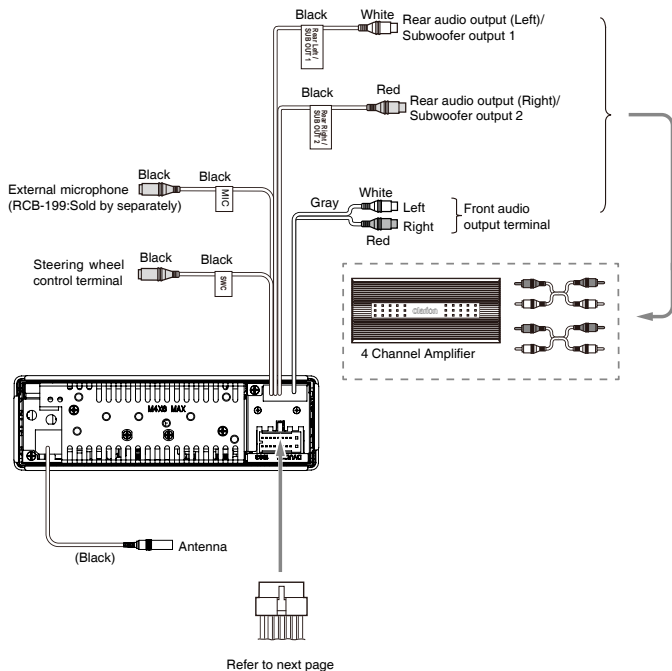 Black
White
Rear audio output (Left)/
Subwoofer output 1
Rear Left /
SUB OUT 1
Black
Red
Rear audio output (Right)/
Subwoofer output 2
Rear Right /
SUB OUT 2
Black
Black
External microphone
(RCB-199:Sold by separately)
MIC
Gray
White
Left
Right
Red
Front audio
output terminal
Steering wheel
control terminal
Black
Black
SWC
clarion
4 Channel Amplifier
M4X6 MAX
(Black)
Antenna
Refer to next page